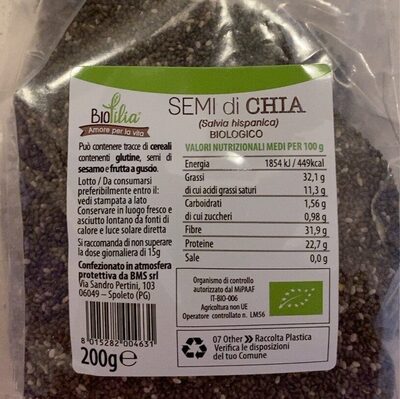 BIOfilia®
Amore per la vita
Può contenere tracce di cereali
contenenti glutine, semi di
sesamo e frutta a guscio.
Lotto / Da consumarsi
preferibilmente entro il:
vedi stampata a lato
Conservare in luogo fresco e
asciutto lontano da fonti di
calore e luce solare diretta
Si raccomanda di non superare
la dose giornaliera di 15g
Confezionato in atmosfera
protettiva da BMS srl
Via Sandro Pertini, 103
06049 – Spoleto (PG)
8 015282 004631
200g e
SEMI di CHIA
(Salvia hispanica)
BIOLOGICO
VALORI NUTRIZIONALI MEDI PER 100 g
Energia 1854 kJ / 449kcal
Grassi 32,1 g
di cui acidi grassi saturi 11,3 g
Carboidrati 1,56 g
di cui zuccheri 0,98 g
Fibre 31,9 g
Proteine 22,7 g
Sale 0,0 g
Organismo di controllo
autorizzato dal MiPAAF
IT-BIO-006
Agricoltura non UE
Operatore controllato n. LM56
07 Other >> Raccolta Plastica
Verifica le disposizioni
del tuo Comune